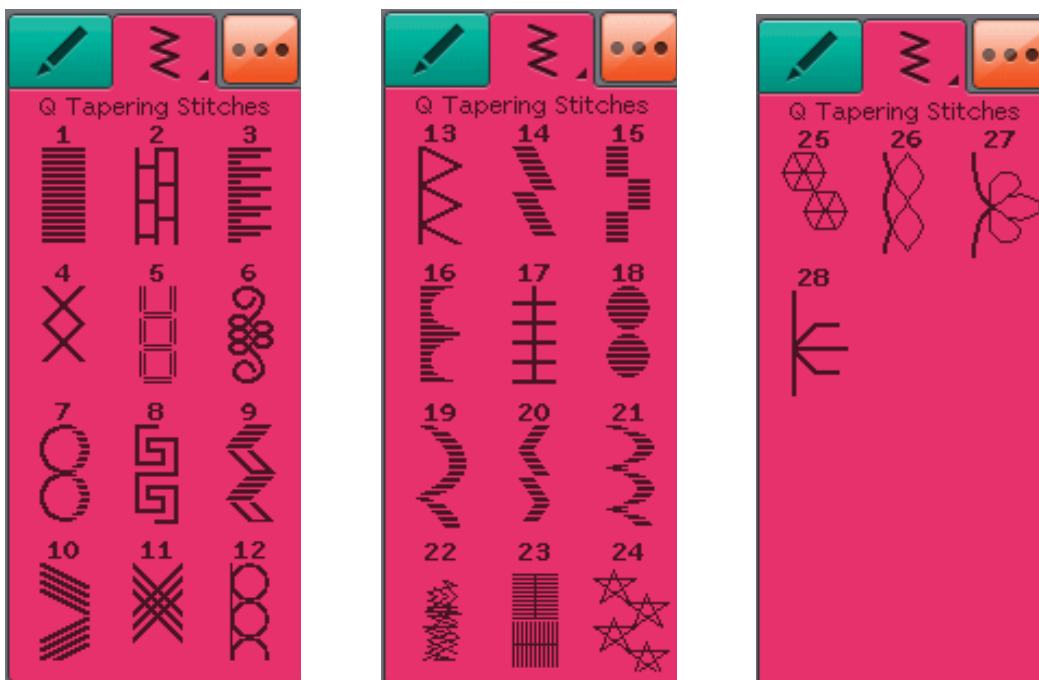 Q Tapering Stitches
1 2 3
4 5 6
7 8 9
10 11 12
Q Tapering Stitches
13 14 15
16 17 18
19 20 21
22 23 24
Q Tapering Stitches
25 26 27
28